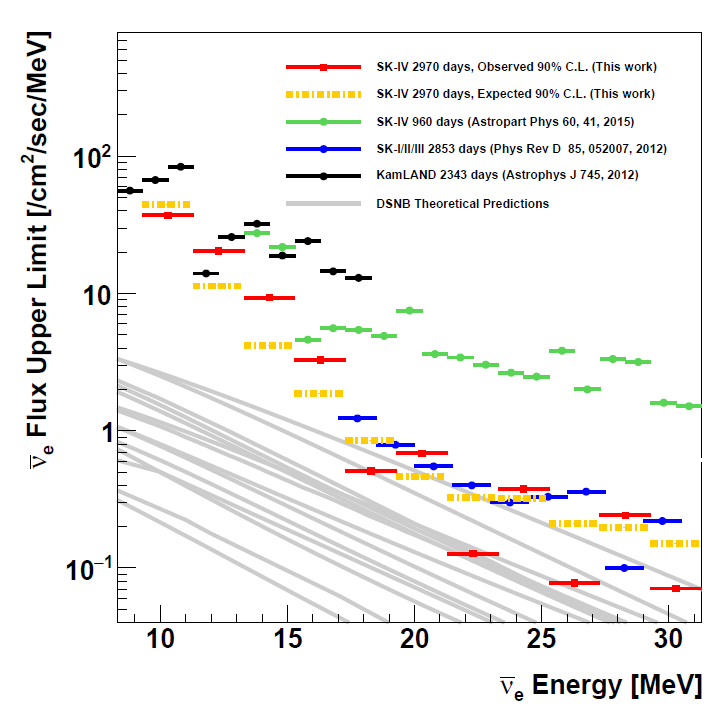 ν̅e Flux Upper Limit [/cm²/sec/MeV]
SK-IV 2970 days, Observed 90% C.L. (This work)
SK-IV 2970 days, Expected 90% C.L. (This work)
SK-IV 960 days (Astropart Phys 60, 41, 2015)
SK-I/II/III 2853 days (Phys Rev D 85, 052007, 2012)
KamLAND 2343 days (Astrophys J 745, 2012)
DSNB Theoretical Predictions
10²
10
1
10⁻¹
10 15 20 25 30
ν̅e Energy [MeV]